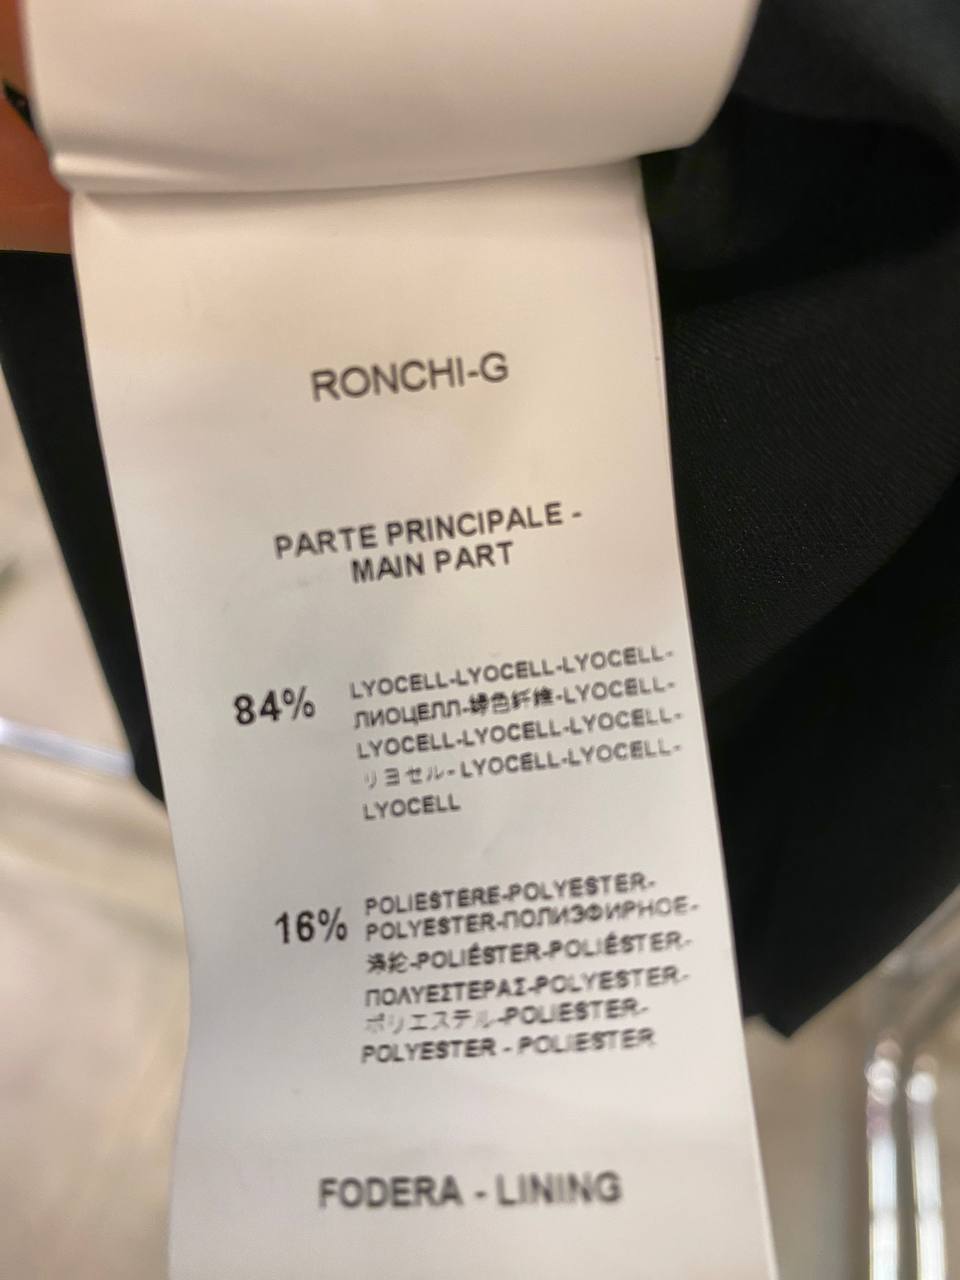 RONCHI-G
PARTE PRINCIPALE -
MAIN PART
84% LYOCELL-LYOCELL-LYOCELL-
ЛИОЦЕЛЛ-绿色纤维-LYOCELL-
LYOCELL-LYOCELL-LYOCELL-
リヨセル-LYOCELL-LYOCELL-
LYOCELL
16% POLIESTERE-POLYESTER-
POLYESTER-ПОЛИЭФИРНОЕ-
涤纶-POLIÉSTER-POLIÉSTER-
ΠΟΛΥΕΣΤΕΡΑΣ-POLYESTER-
ポリエステル-POLIESTER-
POLYESTER - POLIESTER
FODERA - LINING